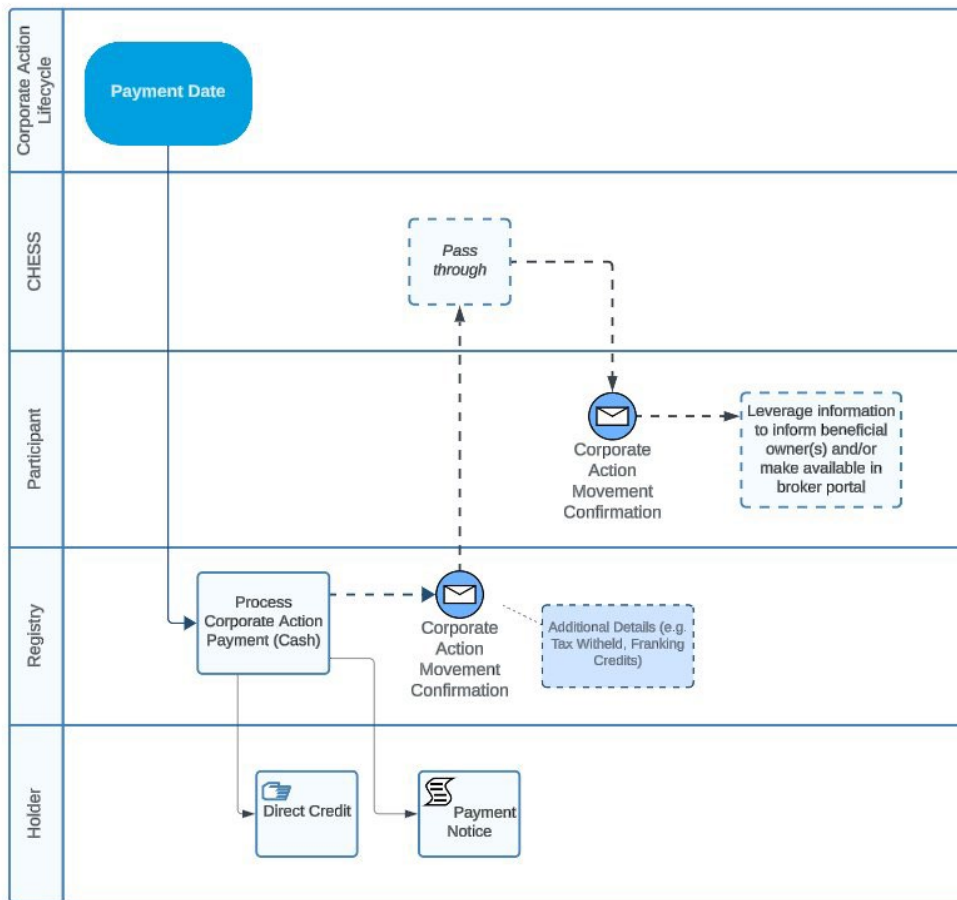 Corporate Action
Lifecycle
Payment Date
CHESS
Pass
through
Participant
Corporate
Action
Movement
Confirmation
Leverage information
to inform beneficial
owner(s) and/or
make available in
broker portal
Registry
Process
Corporate Action
Payment (Cash)
Corporate
Action
Movement
Confirmation
Additional Details (e.g.
Tax Witheld, Franking
Credits)
Holder
Direct Credit
Payment
Notice